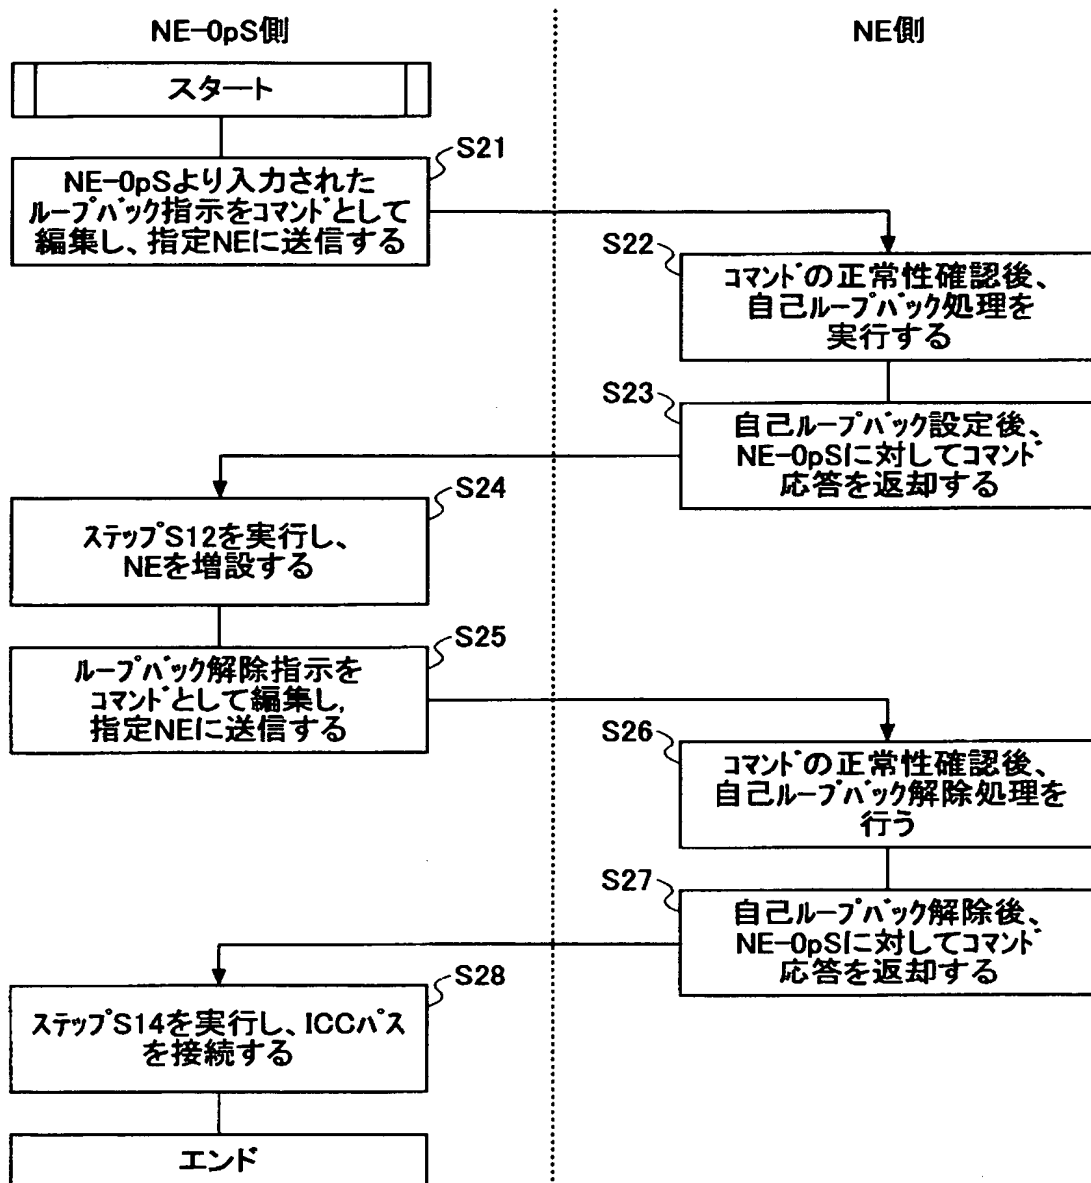 NE-OpS側
NE側
スタート
S21
NE-OpSより入力された
ループバック指示をコマンドとして
編集し、指定NEに送信する
S22
コマンドの正常性確認後、
自己ループバック処理を
実行する
S23
自己ループバック設定後、
NE-OpSに対してコマンド
応答を返却する
S24
ステップS12を実行し、
NEを増設する
S25
ループバック解除指示を
コマンドとして編集し,
指定NEに送信する
S26
コマンドの正常性確認後、
自己ループバック解除処理を
行う
S27
自己ループバック解除後、
NE-OpSに対してコマンド
応答を返却する
S28
ステップS14を実行し、ICCパス
を接続する
エンド